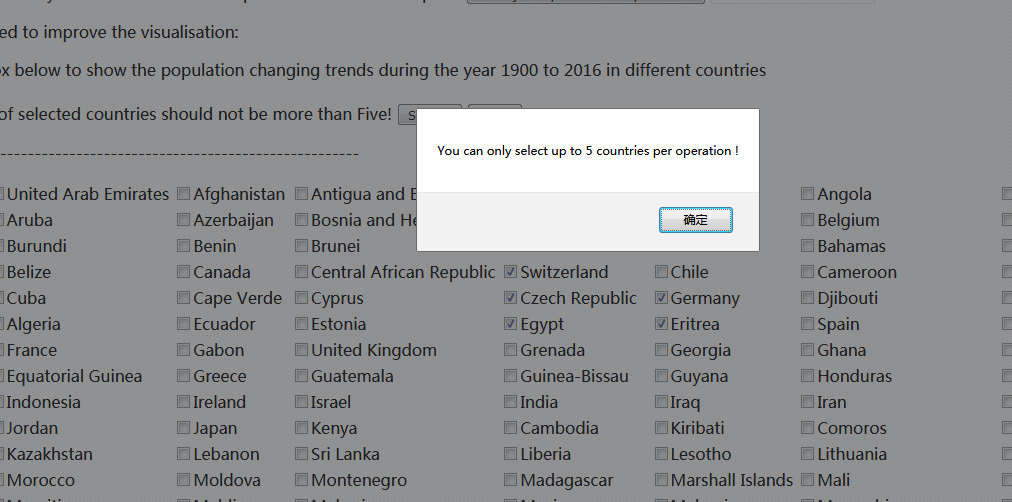 ed to improve the visualisation:
ox below to show the population changing trends during the year 1900 to 2016 in different countries
of selected countries should not be more than Five!
You can only select up to 5 countries per operation !
确定
--------------------------------------------------
United Arab Emirates Afghanistan Antigua and Angola
Aruba Azerbaijan Bosnia and Belgium
Burundi Benin Brunei Bahamas
Belize Canada Central African Republic Switzerland Chile Cameroon
Cuba Cape Verde Cyprus Czech Republic Germany Djibouti
Algeria Ecuador Estonia Egypt Eritrea Spain
France Gabon United Kingdom Grenada Georgia Ghana
Equatorial Guinea Greece Guatemala Guinea-Bissau Guyana Honduras
Indonesia Ireland Israel India Iraq Iran
Jordan Japan Kenya Cambodia Kiribati Comoros
Kazakhstan Lebanon Sri Lanka Liberia Lesotho Lithuania
Morocco Moldova Montenegro Madagascar Marshall Islands Mali